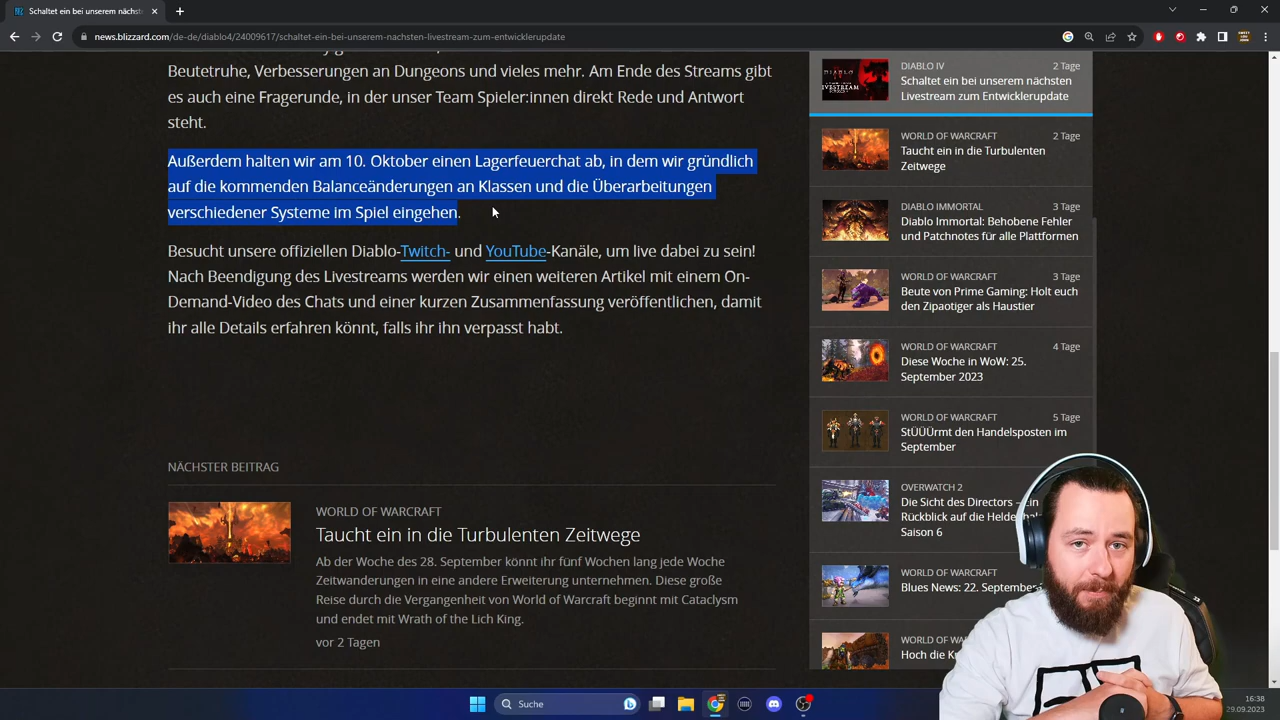 Schaltet ein bei unserem nächst
news.blizzard.com/de-de/diablo4/24009617/schaltet-ein-bei-unserem-nachsten-livestream-zum-entwicklerupdate
Beutetruhe, Verbesserungen an Dungeons und vieles mehr. Am Ende des Streams gibt
es auch eine Fragerunde, in der unser Team Spieler:innen direkt Rede und Antwort
steht.
Außerdem halten wir am 10. Oktober einen Lagerfeuerchat ab, in dem wir gründlich
auf die kommenden Balanceänderungen an Klassen und die Überarbeitungen
verschiedener Systeme im Spiel eingehen.
Besucht unsere offiziellen Diablo-Twitch- und YouTube-Kanäle, um live dabei zu sein!
Nach Beendigung des Livestreams werden wir einen weiteren Artikel mit einem On-
Demand-Video des Chats und einer kurzen Zusammenfassung veröffentlichen, damit
ihr alle Details erfahren könnt, falls ihr ihn verpasst habt.
NÄCHSTER BEITRAG
WORLD OF WARCRAFT
Taucht ein in die Turbulenten Zeitwege
Ab der Woche des 28. September könnt ihr fünf Wochen lang jede Woche
Zeitwanderungen in eine andere Erweiterung unternehmen. Diese große
Reise durch die Vergangenheit von World of Warcraft beginnt mit Cataclysm
und endet mit Wrath of the Lich King.
vor 2 Tagen
DIABLO IV 2 Tage
Schaltet ein bei unserem nächsten
Livestream zum Entwicklerupdate
WORLD OF WARCRAFT 2 Tage
Taucht ein in die Turbulenten
Zeitwege
DIABLO IMMORTAL 3 Tage
Diablo Immortal: Behobene Fehler
und Patchnotes für alle Plattformen
WORLD OF WARCRAFT 3 Tage
Beute von Prime Gaming: Holt euch
den Zipaotiger als Haustier
WORLD OF WARCRAFT 4 Tage
Diese Woche in WoW: 25.
September 2023
WORLD OF WARCRAFT 5 Tage
StÜÜÜrmt den Handelsposten im
September
OVERWATCH 2
Die Sicht des Directors – Ein
Rückblick auf die Helde
Saison 6
WORLD OF WARCRAFT
Blues News: 22. September
WORLD OF WA
Hoch die K
Suche
16:38
29.09.2023